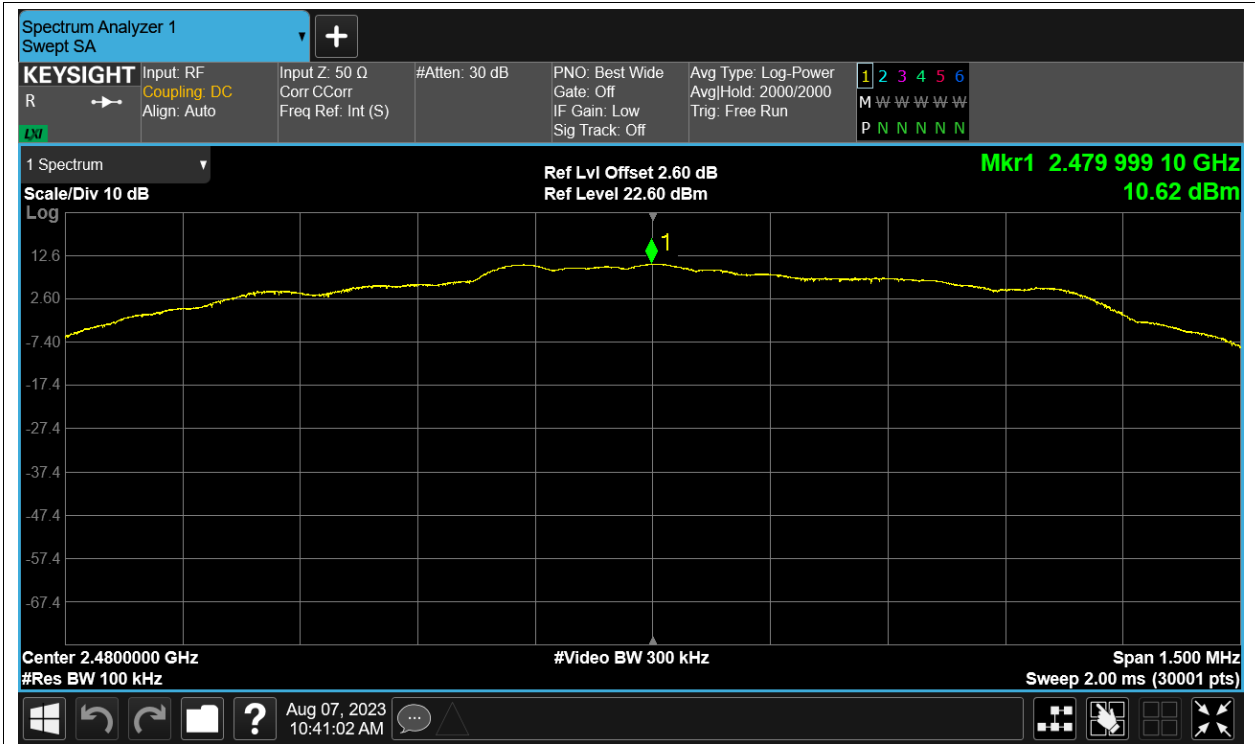 Spectrum Analyzer 1
Swept SA
KEYSIGHT
R
LXI
Input: RF
Coupling: DC
Align: Auto
Input Z: 50 Ω
Corr CCorr
Freq Ref: Int (S)
#Atten: 30 dB
PNO: Best Wide
Gate: Off
IF Gain: Low
Sig Track: Off
Avg Type: Log-Power
Avg|Hold: 2000/2000
Trig: Free Run
1 2 3 4 5 6
M W W W W W
P N N N N N
1 Spectrum
Scale/Div 10 dB
Log
Ref Lvl Offset 2.60 dB
Ref Level 22.60 dBm
Mkr1 2.479 999 10 GHz
10.62 dBm
1
12.6
2.60
-7.40
-17.4
-27.4
-37.4
-47.4
-57.4
-67.4
Center 2.4800000 GHz
#Res BW 100 kHz
#Video BW 300 kHz
Span 1.500 MHz
Sweep 2.00 ms (30001 pts)
?
Aug 07, 2023
10:41:02 AM